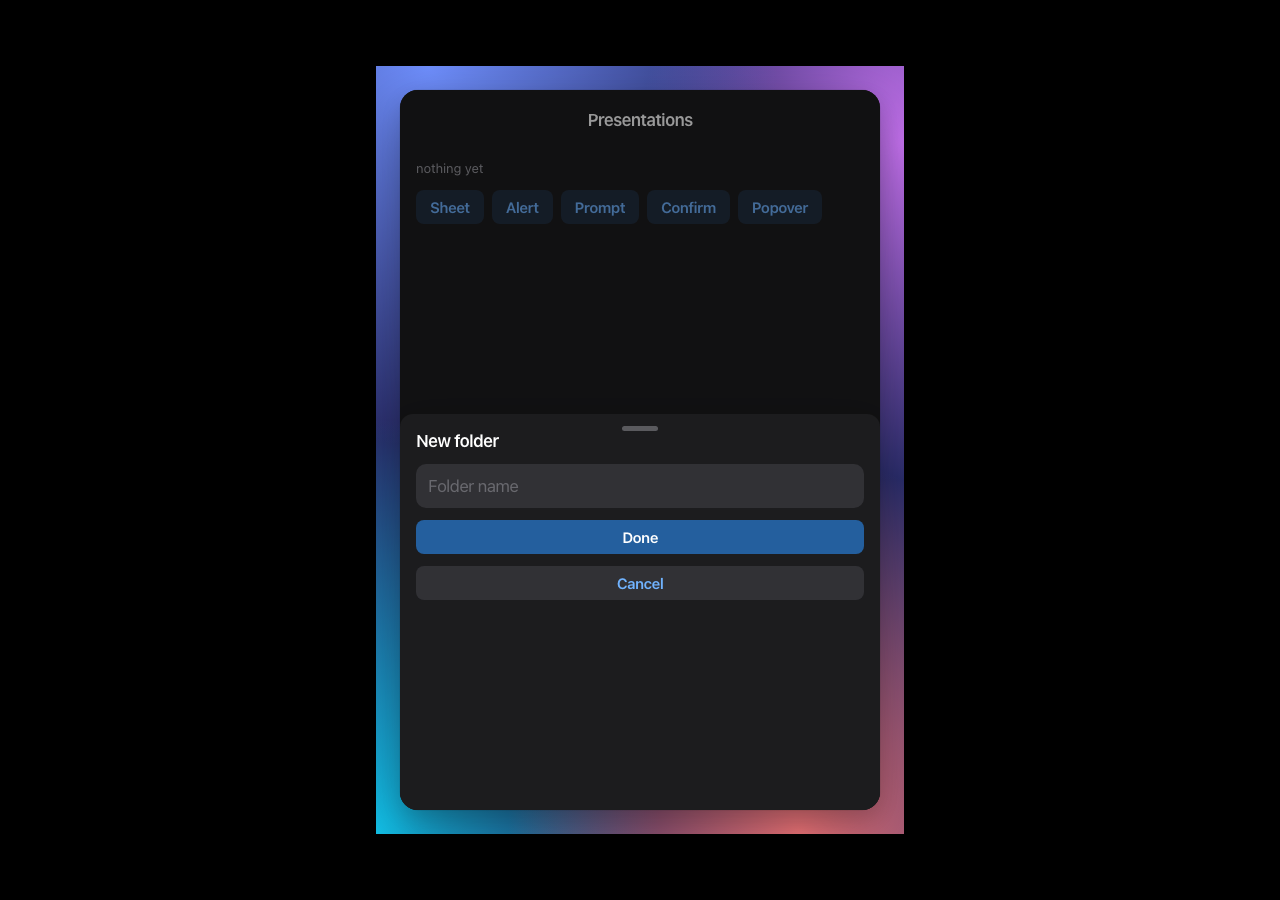 Presentations
nothing yet
Sheet Alert Prompt Confirm Popover
New folder
Folder name
Done
Cancel